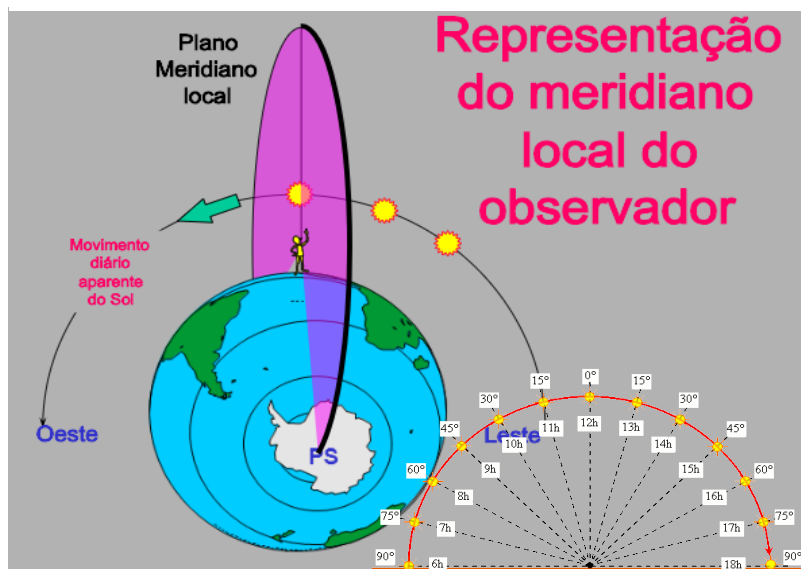 Plano
Meridiano
local
Representação
do meridiano
local do
observador
Movimento
diário
aparente
do Sol
Oeste
Leste
PS
90° 75° 60° 45° 30° 15° 0° 15° 30° 45° 60° 75° 90°
6h 7h 8h 9h 10h 11h 12h 13h 14h 15h 16h 17h 18h